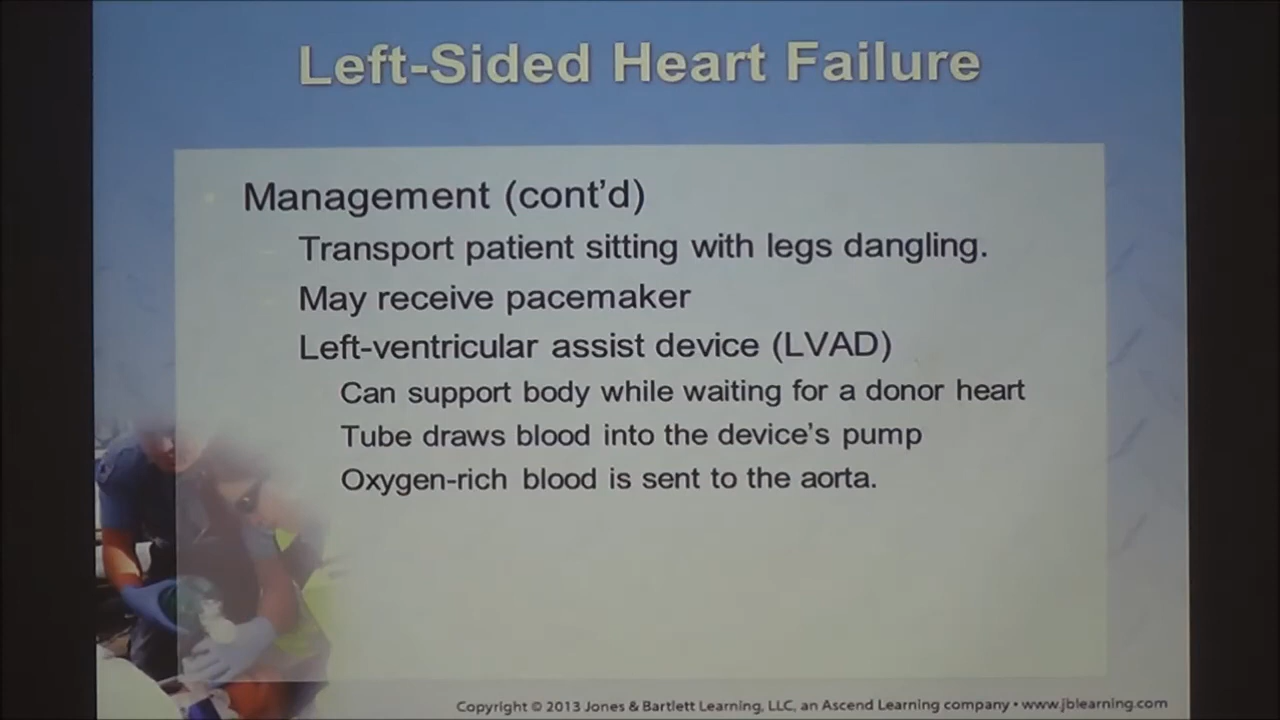 Left-Sided Heart Failure
Management (cont’d)
Transport patient sitting with legs dangling.
May receive pacemaker
Left-ventricular assist device (LVAD)
Can support body while waiting for a donor heart
Tube draws blood into the device’s pump
Oxygen-rich blood is sent to the aorta.
Copyright © 2013 Jones & Bartlett Learning, LLC, an Ascend Learning company • www.jblearning.com